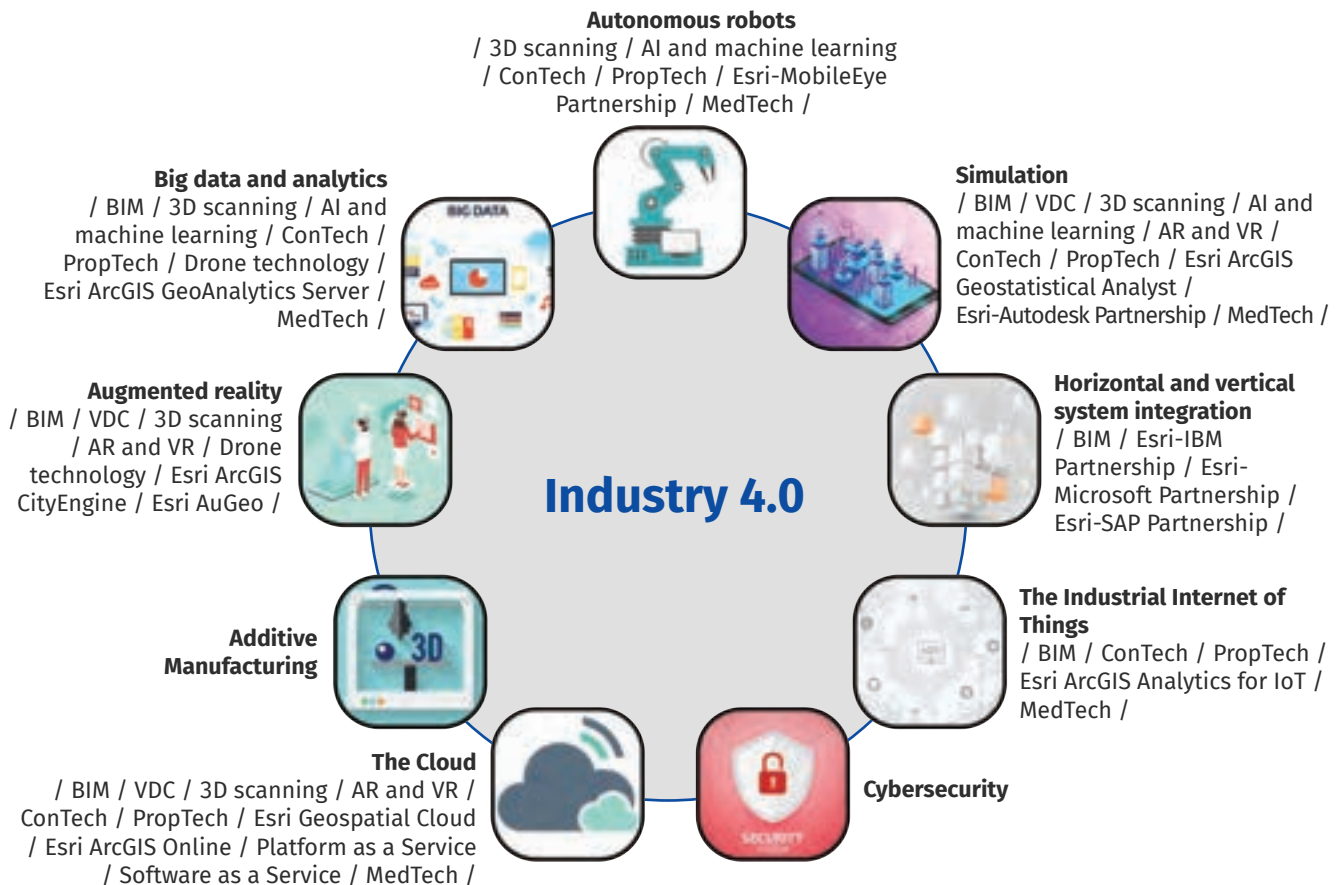 Autonomous robots
/ 3D scanning / AI and machine learning
/ ConTech / PropTech / Esri-MobileEye
Partnership / MedTech /
Simulation
/ BIM / VDC / 3D scanning / AI and
machine learning / AR and VR /
ConTech / PropTech / Esri ArcGIS
Geostatistical Analyst /
Esri-Autodesk Partnership / MedTech /
Horizontal and vertical
system integration
/ BIM / Esri-IBM
Partnership / Esri-
Microsoft Partnership /
Esri-SAP Partnership /
The Industrial Internet of
Things
/ BIM / ConTech / PropTech /
Esri ArcGIS Analytics for IoT /
MedTech /
Cybersecurity
SECURITY
The Cloud
/ BIM / VDC / 3D scanning / AR and VR /
ConTech / PropTech / Esri Geospatial Cloud
/ Esri ArcGIS Online / Platform as a Service
/ Software as a Service / MedTech /
Additive
Manufacturing
3D
Augmented reality
/ BIM / VDC / 3D scanning
/ AR and VR / Drone
technology / Esri ArcGIS
CityEngine / Esri AuGeo /
Big data and analytics
/ BIM / 3D scanning / AI and
machine learning / ConTech /
PropTech / Drone technology /
Esri ArcGIS GeoAnalytics Server /
MedTech /
BIG DATA
Industry 4.0